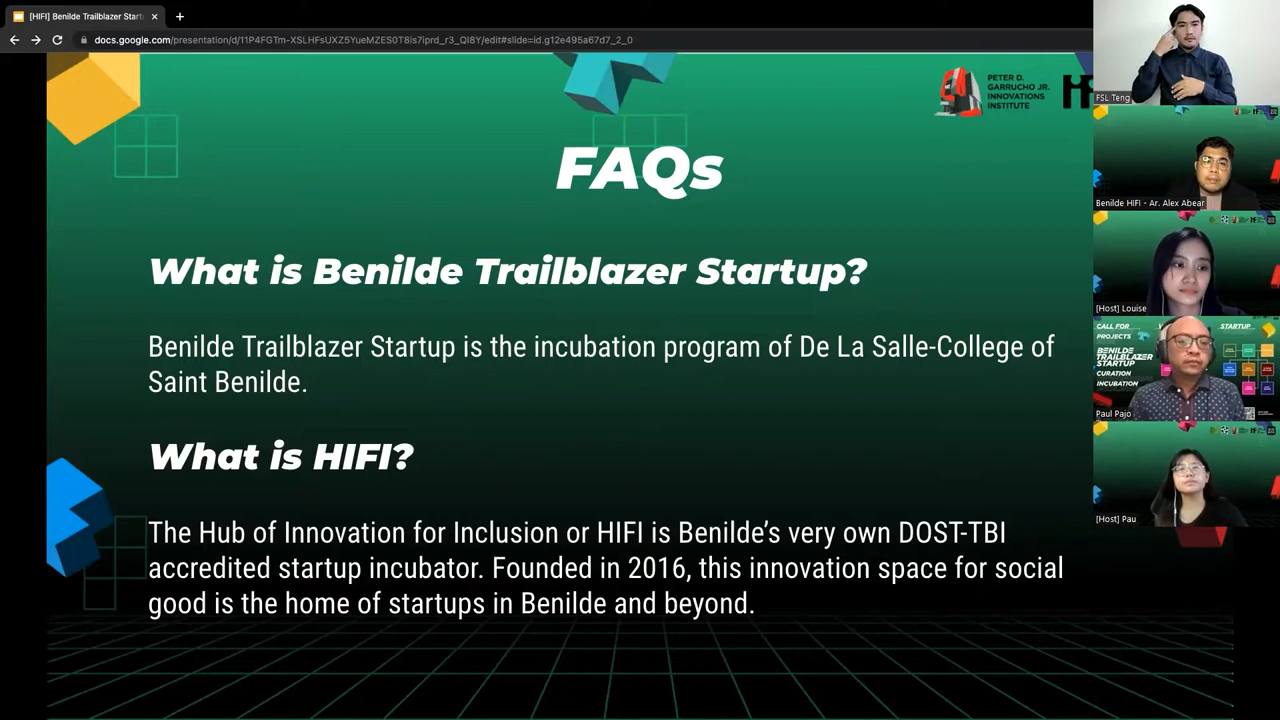 [HIFI] Benilde Trailblazer Startu
docs.google.com/presentation/d/11P4FGTm-XSLHFsUXZ5YueMZES0T8i7iprd_r3_QI8Y/edit#slide=id.g12e495a67d7_2_0
PETER D.
GARRUCHO JR.
INNOVATIONS
INSTITUTE
HIF
FAQs
What is Benilde Trailblazer Startup?
Benilde Trailblazer Startup is the incubation program of De La Salle-College of
Saint Benilde.
What is HIFI?
The Hub of Innovation for Inclusion or HIFI is Benilde’s very own DOST-TBI
accredited startup incubator. Founded in 2016, this innovation space for social
good is the home of startups in Benilde and beyond.
FSL Teng
Benilde HIFI - Ar. Alex Abear
[Host] Louise
CALL FOR
PROJECTS
STARTUP
BENILDE
TRAILBLAZER
STARTUP
CURATION
INCUBATION
Paul Pajo
[Host] Pau